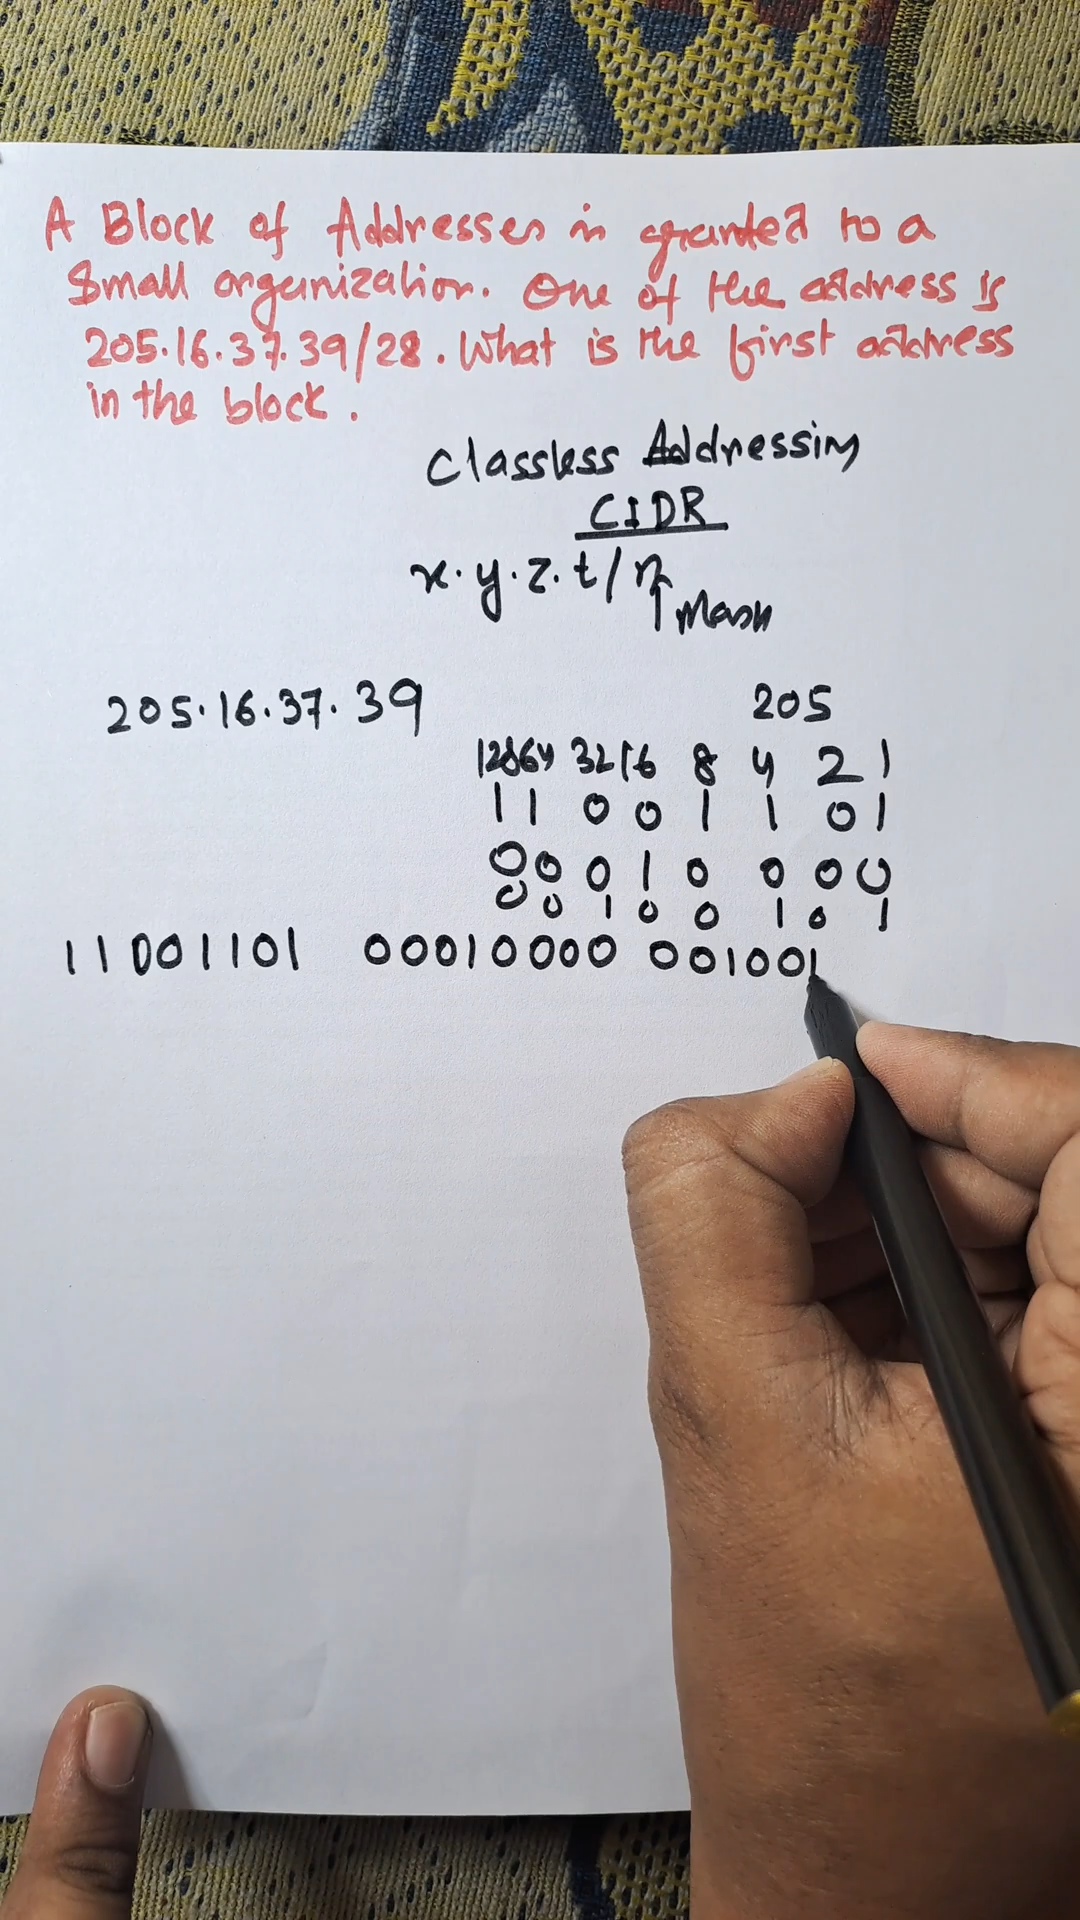 A Block of Addresses is granted to a
Small organization. One of the address is
205.16.37.39/28. What is the first address
in the block.
Classless Addressing
CIDR
x.y.z.t/n
Mask
205.16.37.39
205
128 64 32 16 8 4 2 1
1 1 0 0 1 1 0 1
0 0 0 1 0 0 0 0
0 0 1 0 0 1 0 1
11001101 00010000 001001